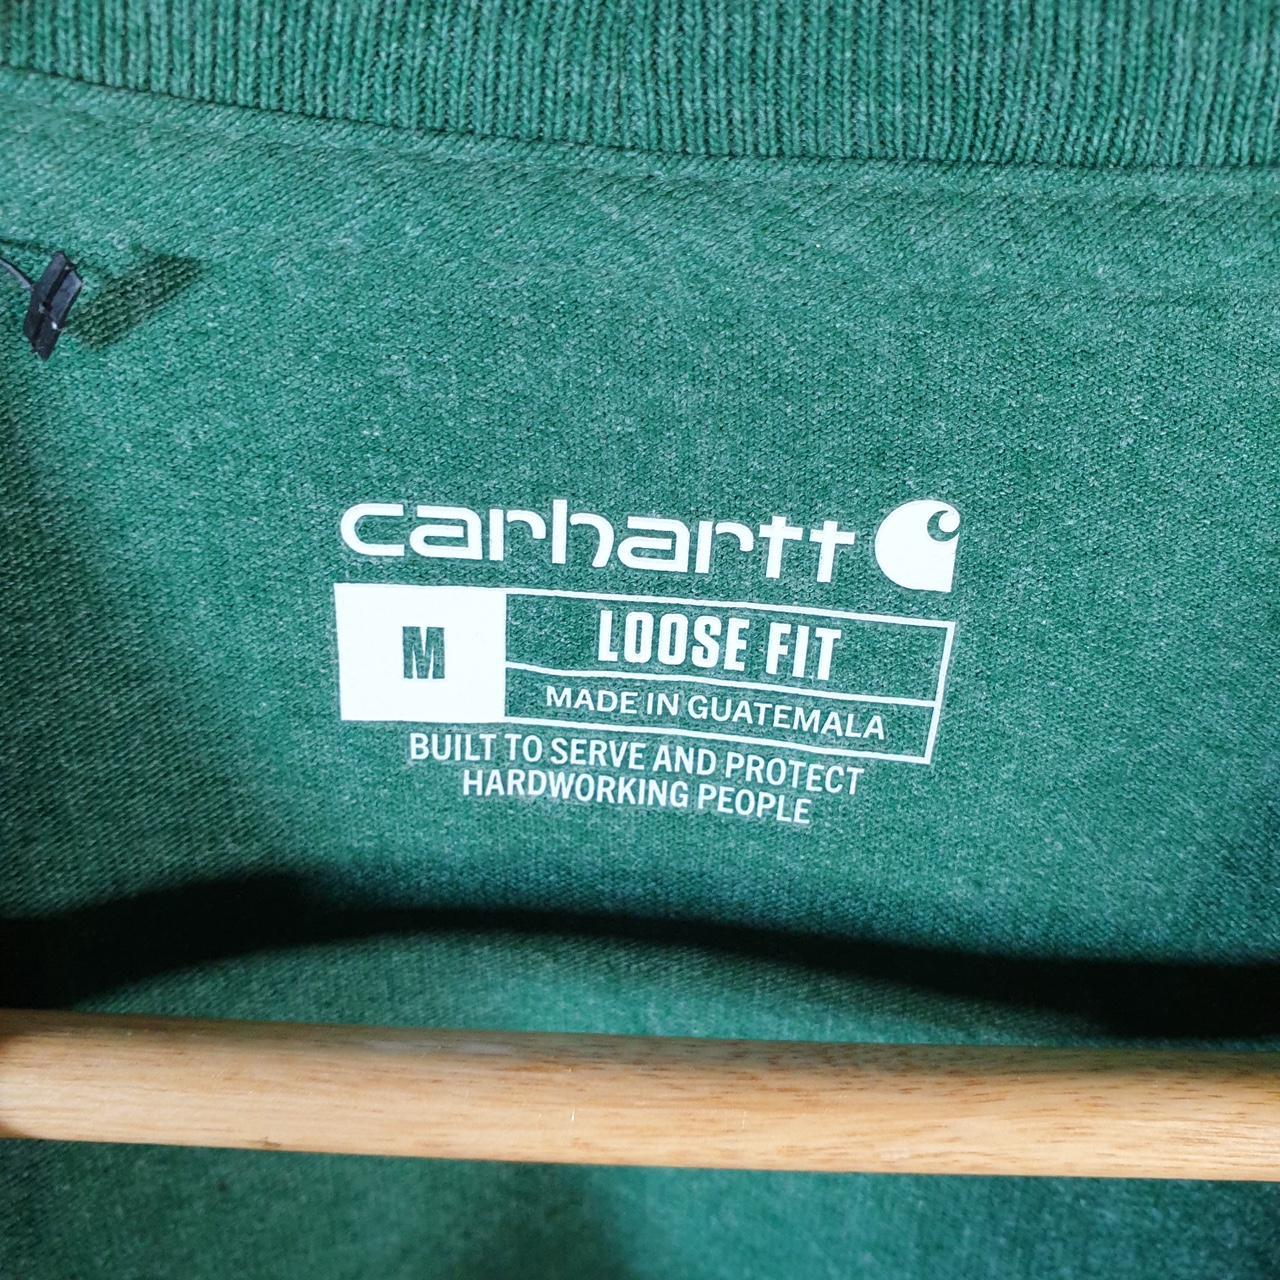 carhartt
M
LOOSE FIT
MADE IN GUATEMALA
BUILT TO SERVE AND PROTECT
HARDWORKING PEOPLE